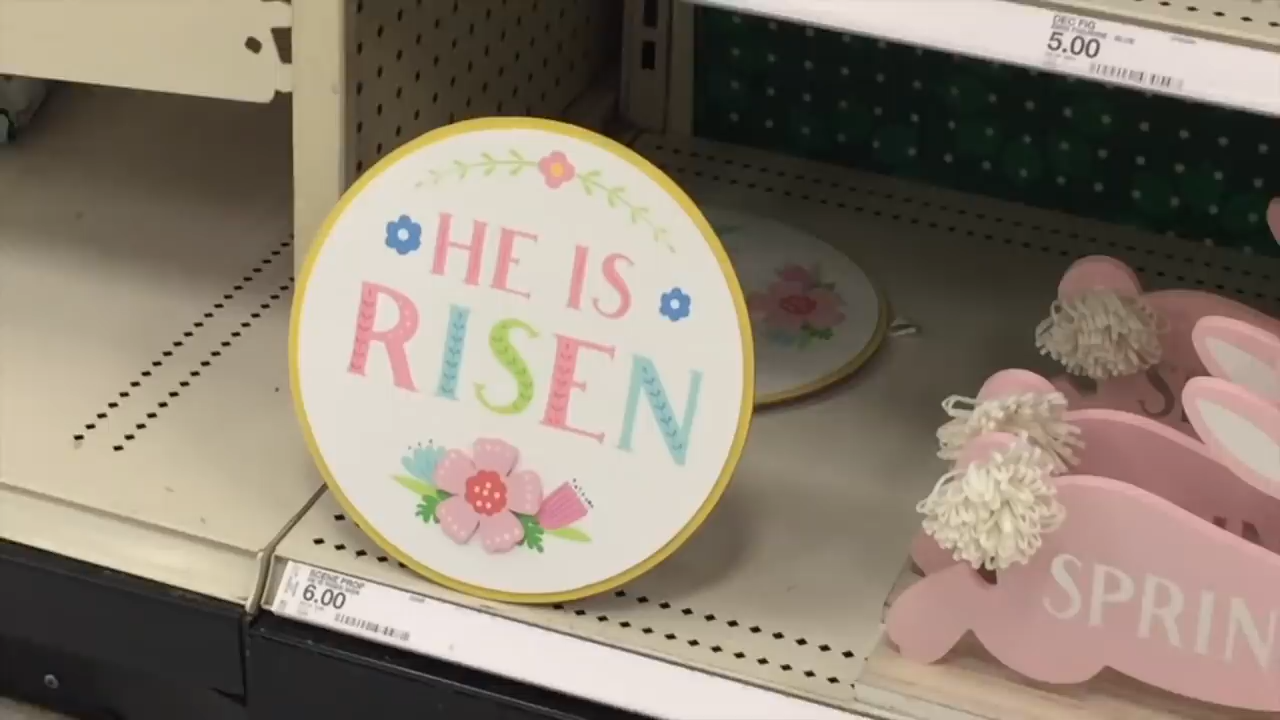 DEC FIG
5.00
HE IS
RISEN
SCENE PROP
6.00
SPRIN